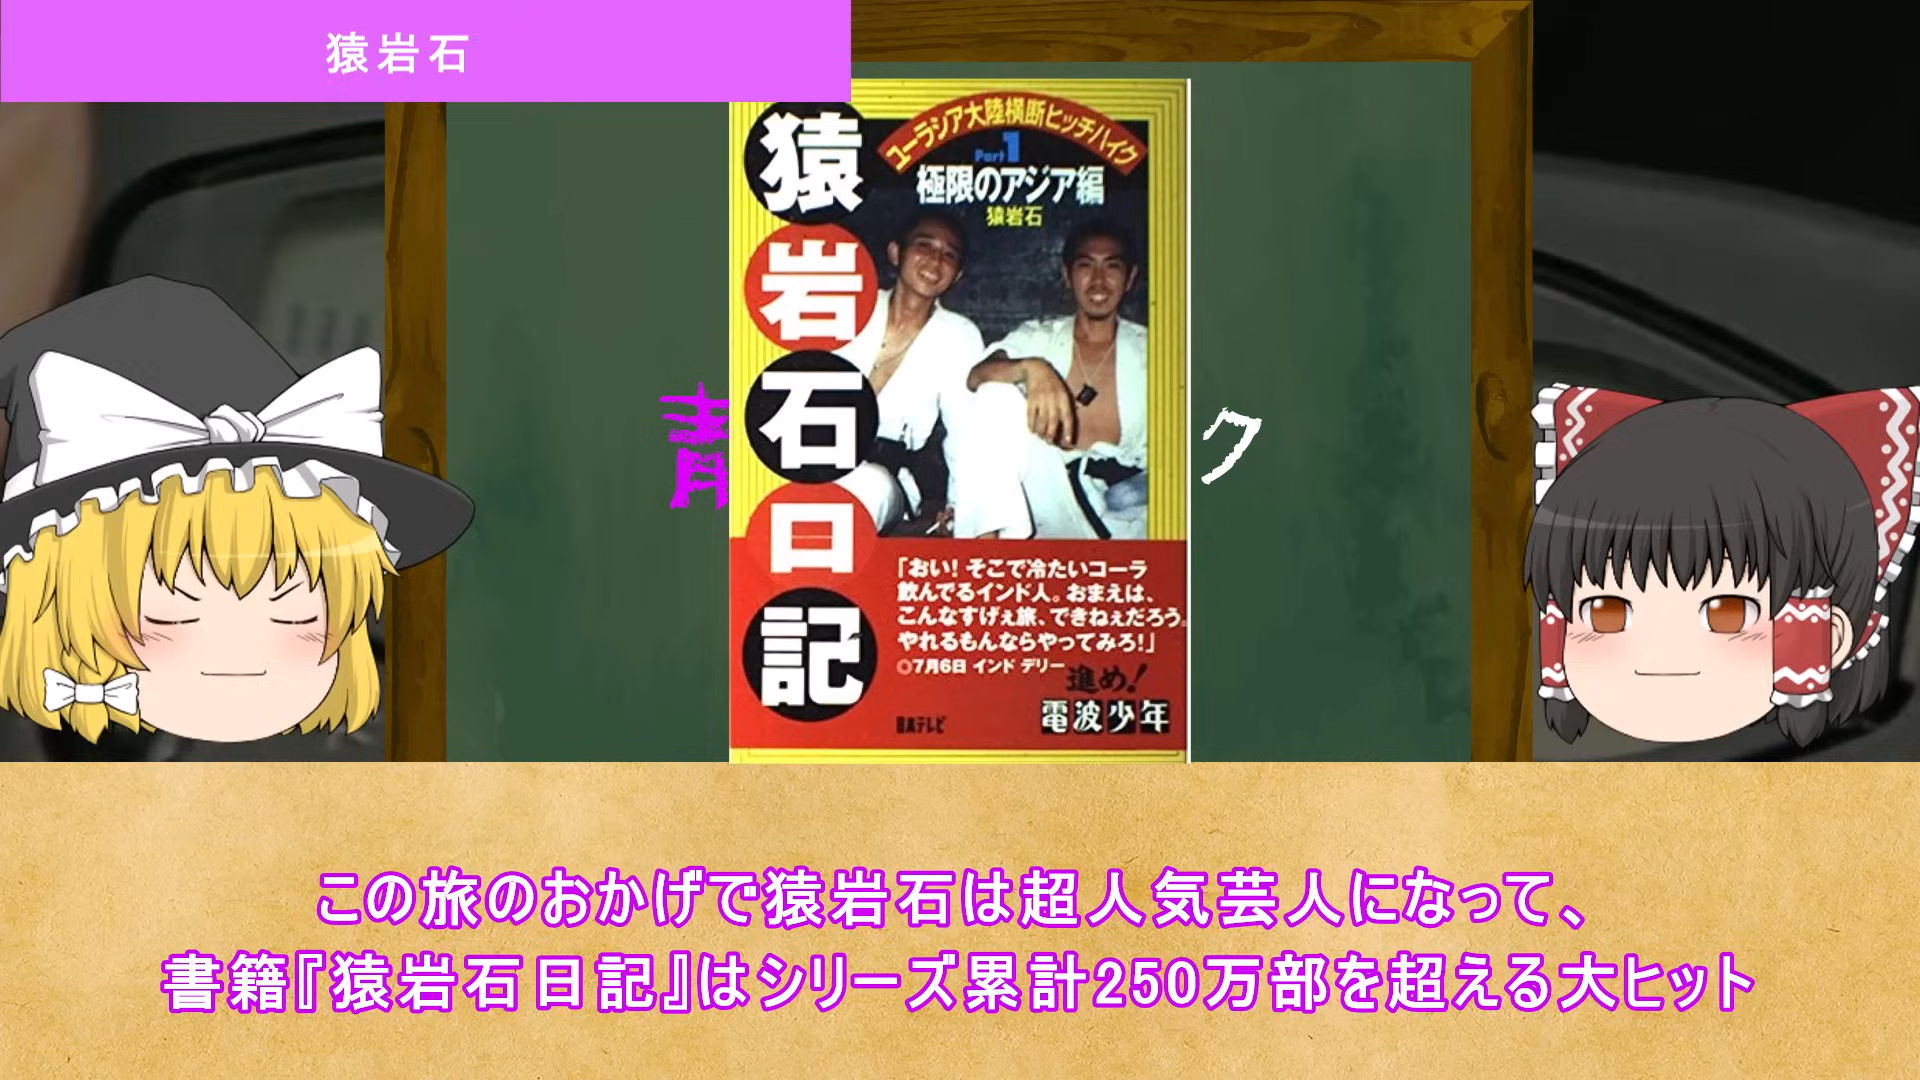 猿岩石
ユーラシア大陸横断ヒッチハイク
Part 1
極限のアジア編
猿岩石
猿岩石日記
青
ク
「おい! そこで冷たいコーラ
飲んでるインド人。おまえは、
こんなすげぇ旅、できねぇだろう。
やれるもんならやってみろ!」
◎7月6日 インド デリー
進め!
電波少年
日本テレビ
この旅のおかげで猿岩石は超人気芸人になって、
書籍『猿岩石日記』はシリーズ累計250万部を超える大ヒット